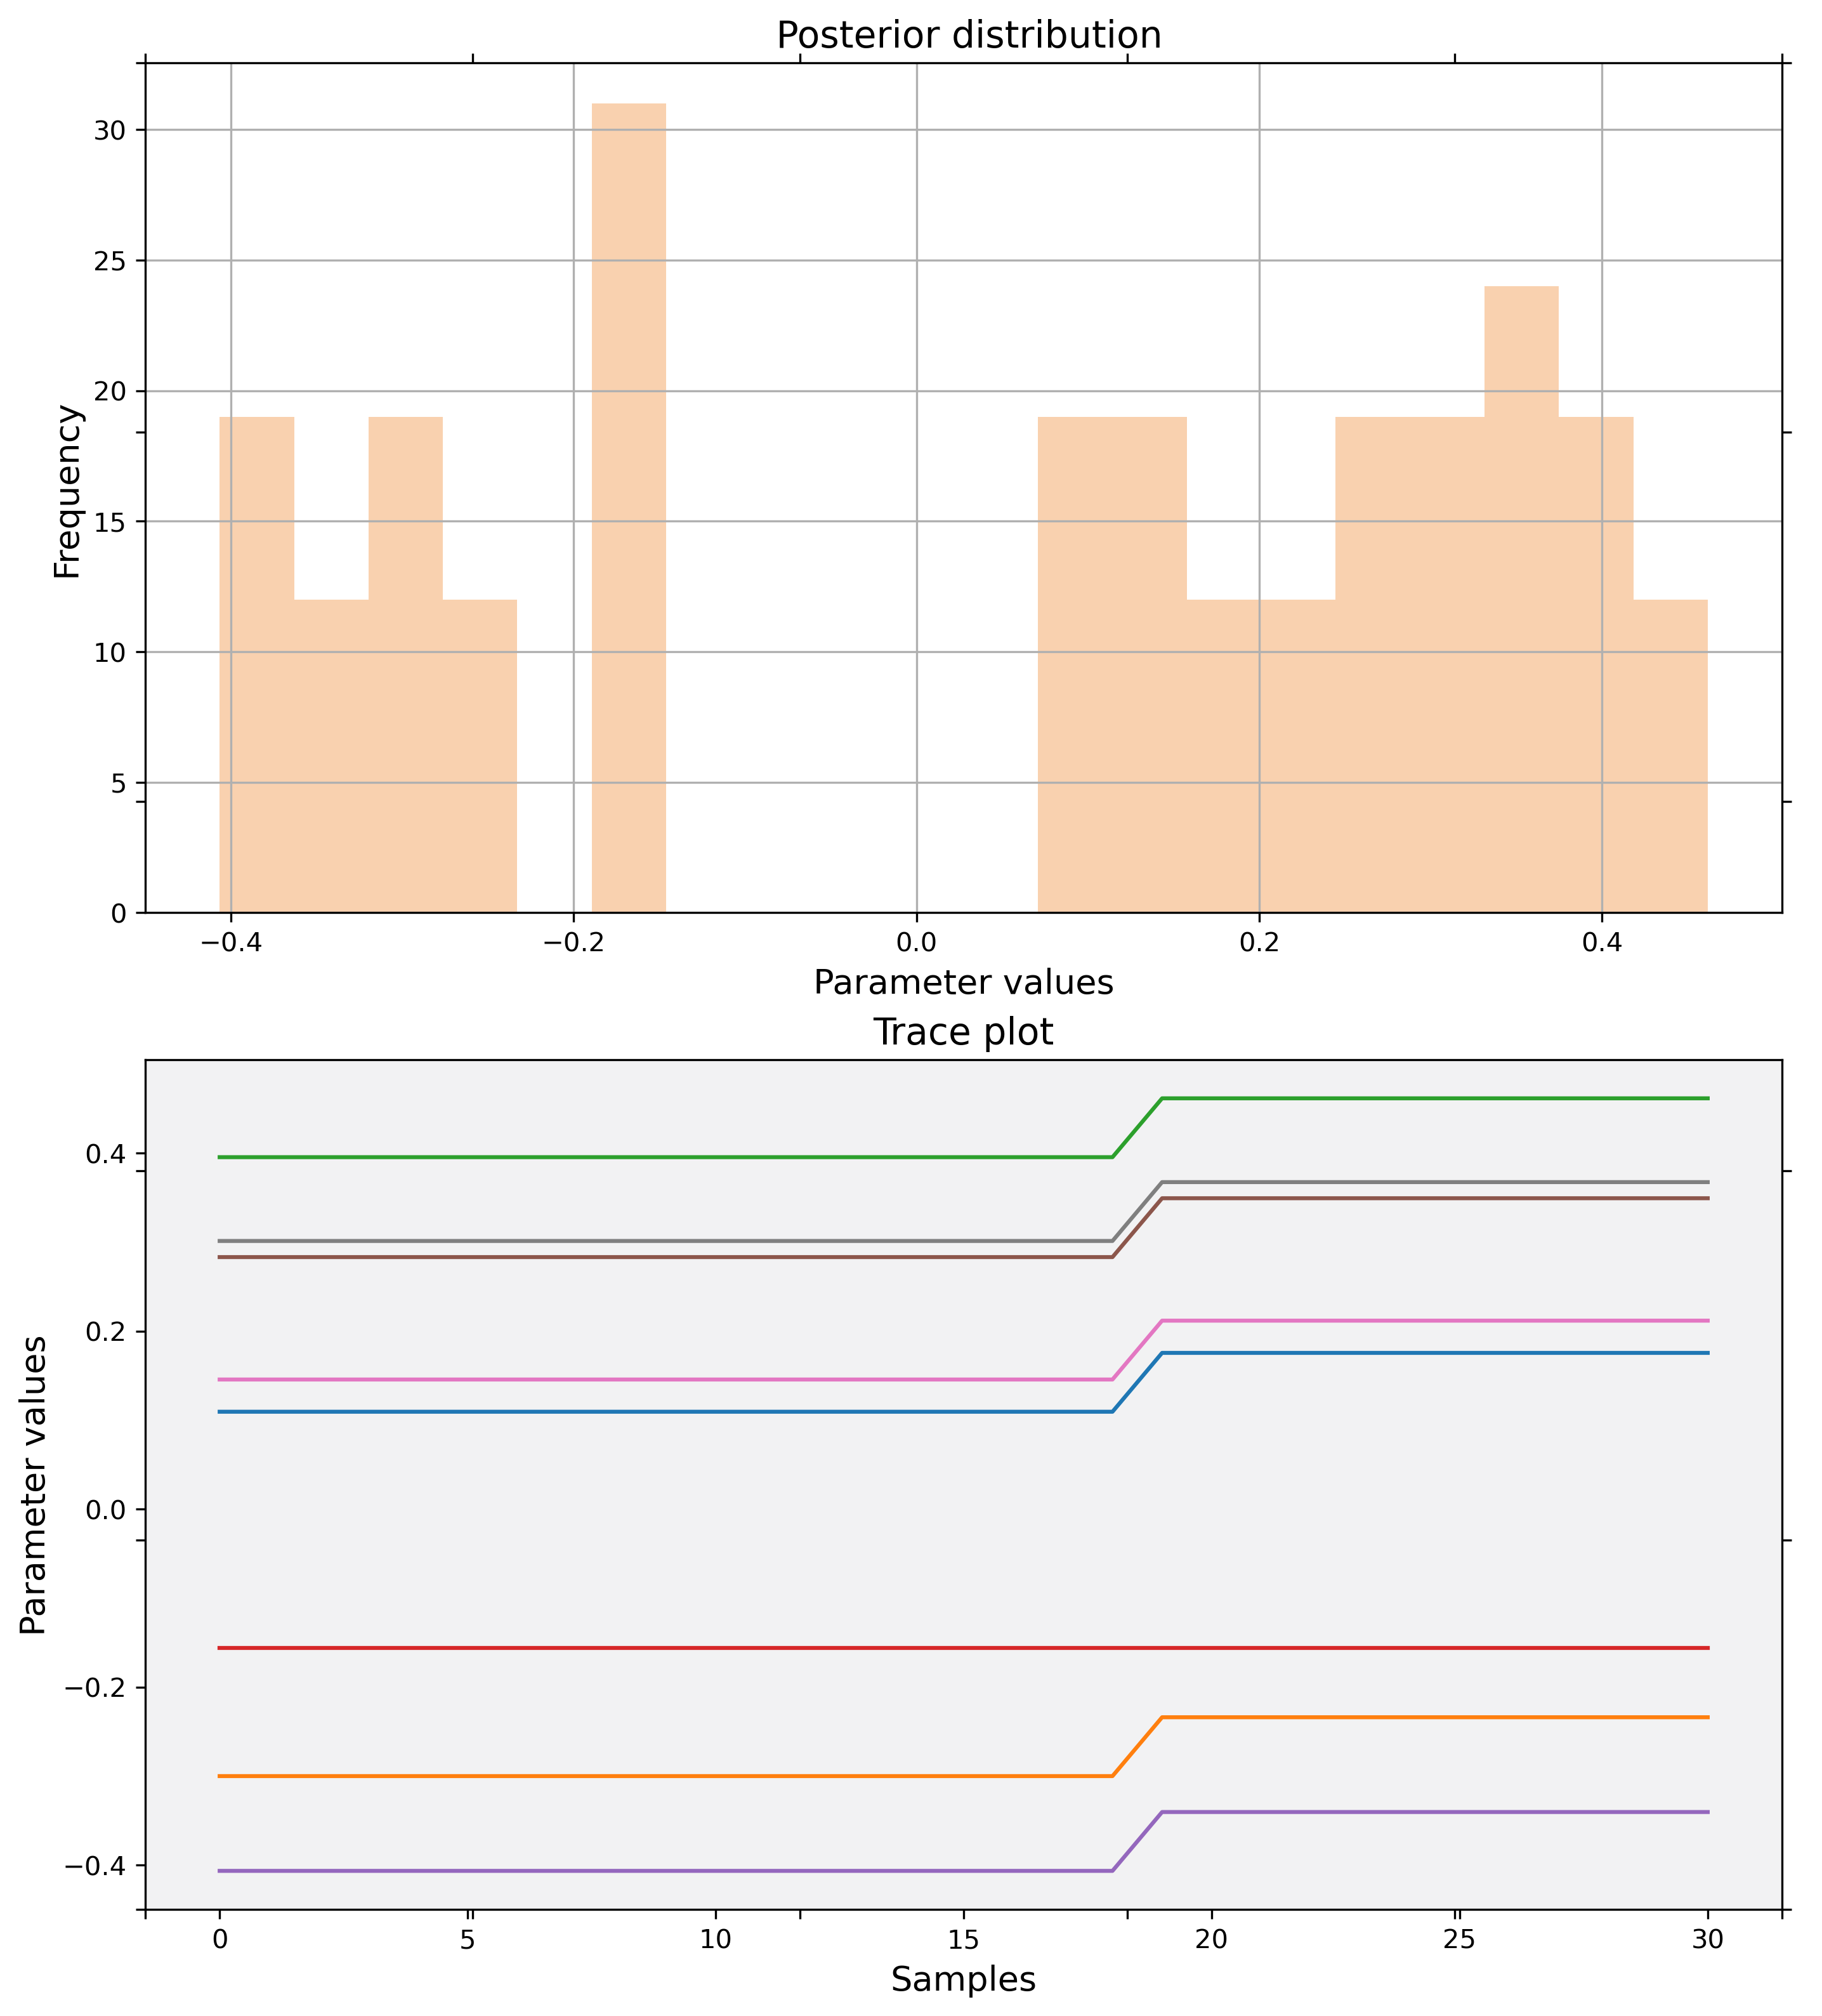 Posterior distribution
30
25
20
15
10
5
0
Frequency
−0.4 −0.2 0.0 0.2 0.4
Parameter values
Trace plot
0.4
0.2
0.0
−0.2
−0.4
Parameter values
0 5 10 15 20 25 30
Samples